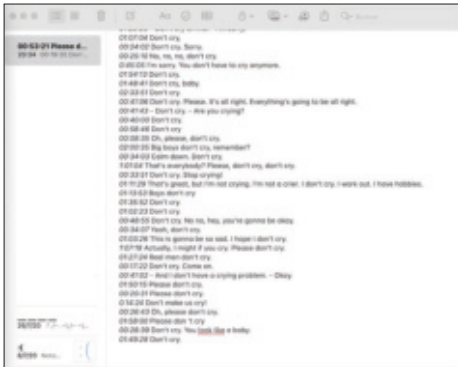 00:53:21 Please d...
01:07:04 Don't cry.
00:24:02 Don't cry. Sorry.
00:25:10 No, no, no, don't cry.
0:45:05 I'm sorry. You don't have to cry anymore.
01:54:13 Don't cry.
01:48:41 Don't cry, baby.
02:33:51 Don't cry.
00:41:06 Don't cry. Please. It's all right. Everything's going to be all right.
00:41:43 - Don't cry. - Are you crying?
00:40:00 Don't cry.
00:58:48 Don't cry
00:38:35 Oh, please, don't cry.
02:00:35 Big boys don't cry, remember?
00:34:03 Calm down. Don't cry.
1:01:04 That's everybody? Please, don't cry, don't cry.
00:33:51 Don't cry. Stop crying!
01:11:29 That's great, but I'm not crying. I'm not a crier. I don't cry. I work out. I have hobbies.
01:13:53 Boys don't cry
01:35:52 Don't cry.
01:02:23 Don't cry.
00:48:55 Don't cry. No no, hey, you're gonna be okay.
00:34:07 Yeah, don't cry.
01:03:26 This is gonna be so sad. I hope I don't cry.
1:07:18 Actually, I might if you cry. Please don't cry.
01:27:24 Real men don't cry.
00:17:22 Don't cry. Come on.
00:41:02 - And I don't have a crying problem. - Okay.
01:50:15 Please don't cry.
00:20:31 Please don't cry.
0:14:24 Don't make us cry!
00:26:43 Oh, please don't cry.
01:59:00 Please don 't cry
00:28:39 Don't cry. You look like a baby.
01:49:28 Don't cry.